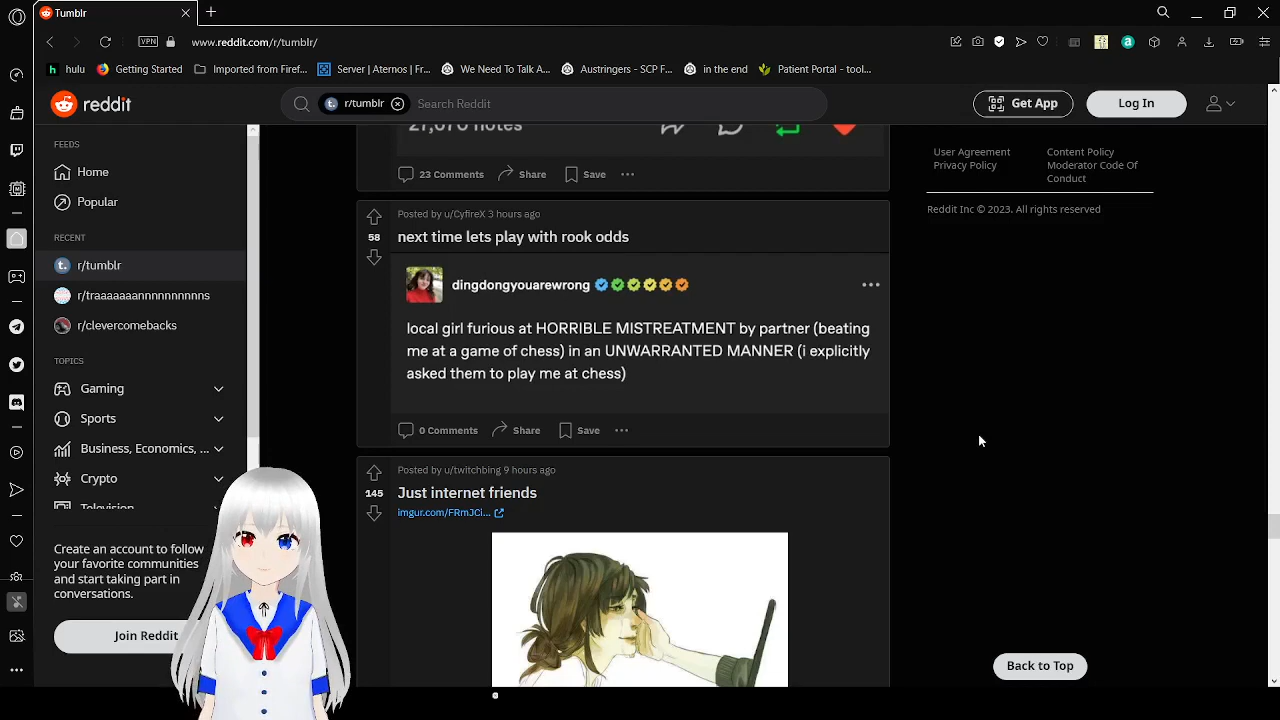 Tumblr
VPN
www.reddit.com/r/tumblr/
h hulu
Getting Started
Imported from Firef...
Server | Aternos | Fr...
We Need To Talk A...
Austringers - SCP F...
in the end
Patient Portal - tool...
reddit
r/tumblr
Search Reddit
Get App
Log In
FEEDS
Home
Popular
RECENT
r/tumblr
r/traaaaaaannnnnnnnnns
r/clevercomebacks
TOPICS
Gaming
Sports
Business, Economics, ...
Crypto
Television
Create an account to follow
your favorite communities
and start taking part in
conversations.
Join Reddit
23 Comments
Share
Save
Posted by u/CyfireX 3 hours ago
58
next time lets play with rook odds
dingdongyouarewrong
local girl furious at HORRIBLE MISTREATMENT by partner (beating
me at a game of chess) in an UNWARRANTED MANNER (i explicitly
asked them to play me at chess)
0 Comments
Share
Save
Posted by u/twitchbing 9 hours ago
145
Just internet friends
imgur.com/FRmJCl...
User Agreement
Privacy Policy
Content Policy
Moderator Code Of
Conduct
Reddit Inc © 2023. All rights reserved
Back to Top